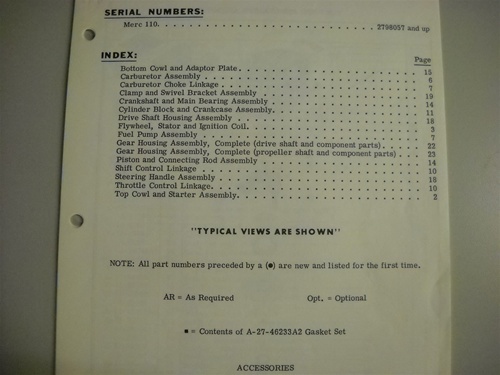 SERIAL NUMBERS:
Merc 110. . . . . . . . . . . . . . . . . . . . . . . . . . . . 2798057 and up
INDEX:
Page
Bottom Cowl and Adaptor Plate. . . . . . . . . . . . . . . . . . . . . . 15
Carburetor Assembly . . . . . . . . . . . . . . . . . . . . . . . . . . 6
Carburetor Choke Linkage . . . . . . . . . . . . . . . . . . . . . . . . 7
Clamp and Swivel Bracket Assembly . . . . . . . . . . . . . . . . . . . 19
Crankshaft and Main Bearing Assembly . . . . . . . . . . . . . . . . . . 14
Cylinder Block and Crankcase Assembly. . . . . . . . . . . . . . . . . . 11
Drive Shaft Housing Assembly . . . . . . . . . . . . . . . . . . . . . . 18
Flywheel, Stator and Ignition Coil. . . . . . . . . . . . . . . . . . . 3
Fuel Pump Assembly . . . . . . . . . . . . . . . . . . . . . . . . . . . 7
Gear Housing Assembly, Complete (drive shaft and component parts) . . . . 22
Gear Housing Assembly, Complete (propeller shaft and component parts) . . . 23
Piston and Connecting Rod Assembly . . . . . . . . . . . . . . . . . . . 14
Shift Control Linkage . . . . . . . . . . . . . . . . . . . . . . . . . 10
Steering Handle Assembly . . . . . . . . . . . . . . . . . . . . . . . . 18
Throttle Control Linkage. . . . . . . . . . . . . . . . . . . . . . . . 10
Top Cowl and Starter Assembly. . . . . . . . . . . . . . . . . . . . . . 2
"TYPICAL VIEWS ARE SHOWN"
NOTE: All part numbers preceded by a (●) are new and listed for the first time.
AR = As Required Opt. = Optional
■ = Contents of A-27-46233A2 Gasket Set
ACCESSORIES